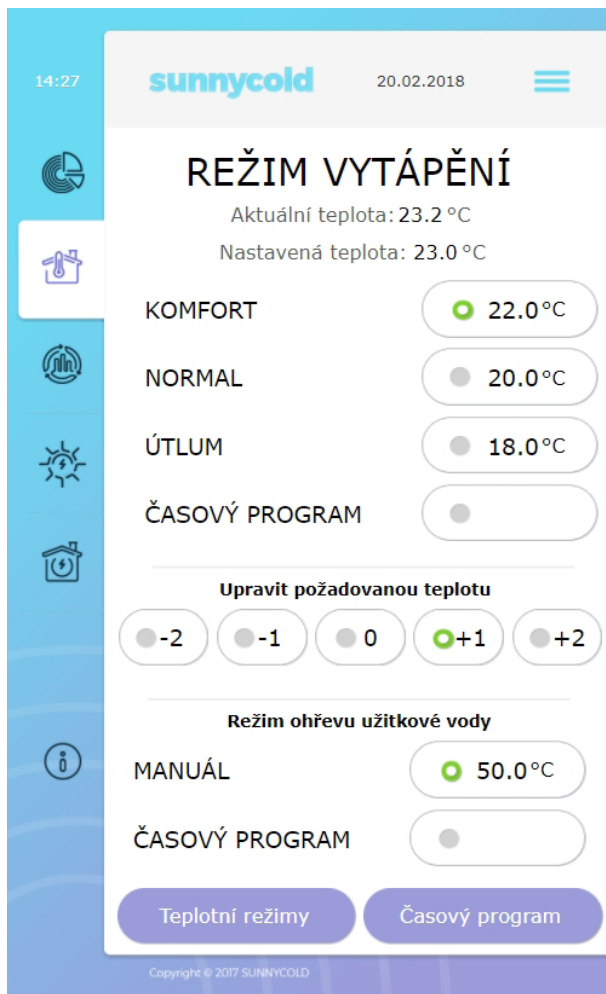 14:27 sunnycold 20.02.2018
REŽIM VYTÁPĚNÍ
Aktuální teplota: 23.2 °C
Nastavená teplota: 23.0 °C
KOMFORT 22.0°C
NORMAL 20.0°C
ÚTLUM 18.0°C
ČASOVÝ PROGRAM
Upravit požadovanou teplotu
-2 -1 0 +1 +2
Režim ohřevu užitkové vody
MANUÁL 50.0°C
ČASOVÝ PROGRAM
Teplotní režimy Časový program
Copyright © 2017 SUNNYCOLD